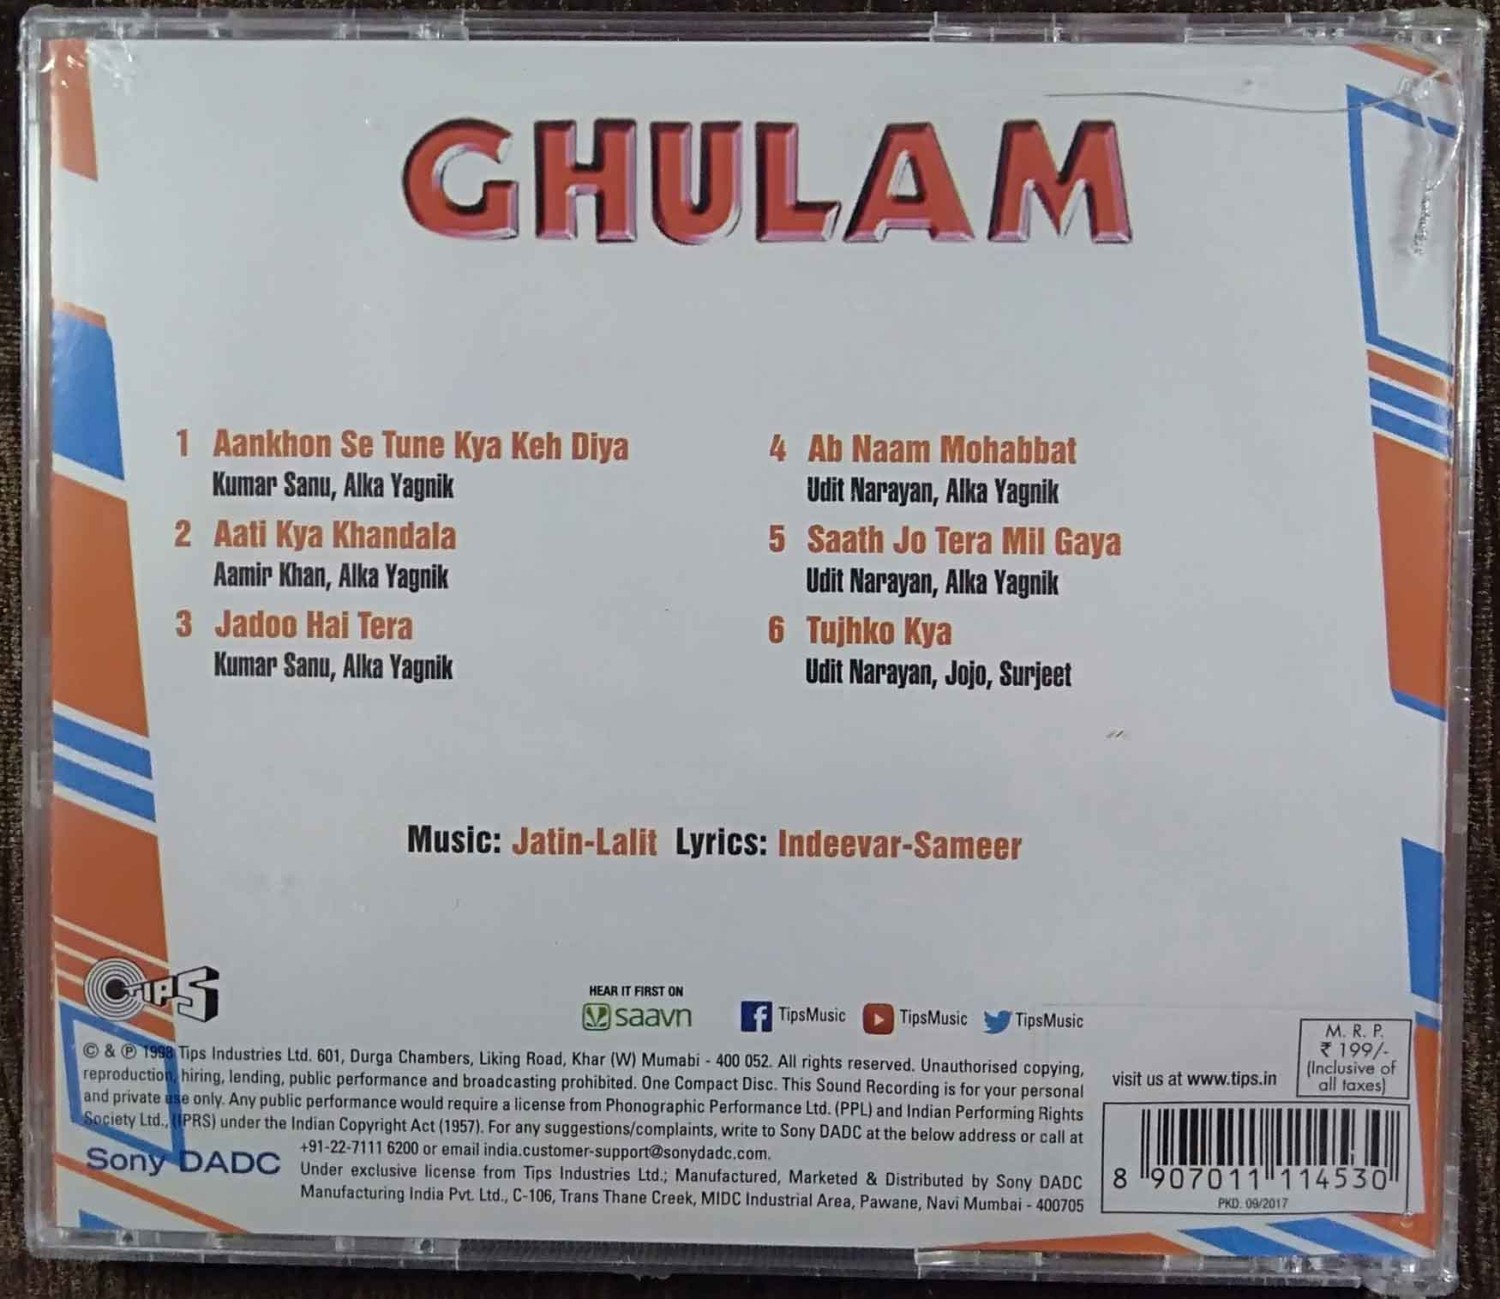 GHULAM
1 Aankhon Se Tune Kya Keh Diya
Kumar Sanu, Alka Yagnik
2 Aati Kya Khandala
Aamir Khan, Alka Yagnik
3 Jadoo Hai Tera
Kumar Sanu, Alka Yagnik
4 Ab Naam Mohabbat
Udit Narayan, Alka Yagnik
5 Saath Jo Tera Mil Gaya
Udit Narayan, Alka Yagnik
6 Tujhko Kya
Udit Narayan, Jojo, Surjeet
Music: Jatin-Lalit Lyrics: Indeevar-Sameer
TIPS
HEAR IT FIRST ON
saavn
TipsMusic TipsMusic TipsMusic
© & ℗ 1998 Tips Industries Ltd. 601, Durga Chambers, Liking Road, Khar (W) Mumabi - 400 052. All rights reserved. Unauthorised copying,
reproduction, hiring, lending, public performance and broadcasting prohibited. One Compact Disc. This Sound Recording is for your personal
and private use only. Any public performance would require a license from Phonographic Performance Ltd. (PPL) and Indian Performing Rights
Society Ltd., (IPRS) under the Indian Copyright Act (1957). For any suggestions/complaints, write to Sony DADC at the below address or call at
+91-22-7111 6200 or email india.customer-support@sonydadc.com.
Sony DADC
Under exclusive license from Tips Industries Ltd.; Manufactured, Marketed & Distributed by Sony DADC
Manufacturing India Pvt. Ltd., C-106, Trans Thane Creek, MIDC Industrial Area, Pawane, Navi Mumbai - 400705
visit us at www.tips.in
M. R. P.
₹ 199/-
(Inclusive of
all taxes)
8 907011 114530
PKD. 09/2017